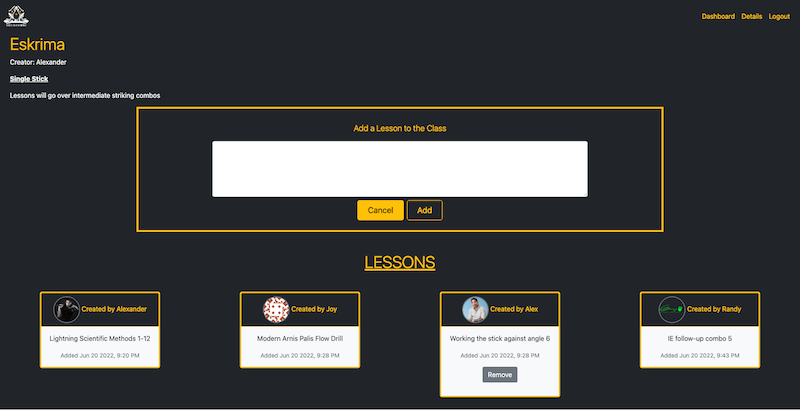 Dashboard Details Logout
Eskrima
Creator: Alexander
Single Stick
Lessons will go over intermediate striking combos
Add a Lesson to the Class
Cancel Add
LESSONS
Created by Alexander
Lightning Scientific Methods 1-12
Added Jun 20 2022, 9:20 PM
Created by Joy
Modern Arnis Palis Flow Drill
Added Jun 20 2022, 9:28 PM
Created by Alex
Working the stick against angle 6
Added Jun 20 2022, 9:28 PM
Remove
Created by Randy
IE follow-up combo 5
Added Jun 20 2022, 9:43 PM